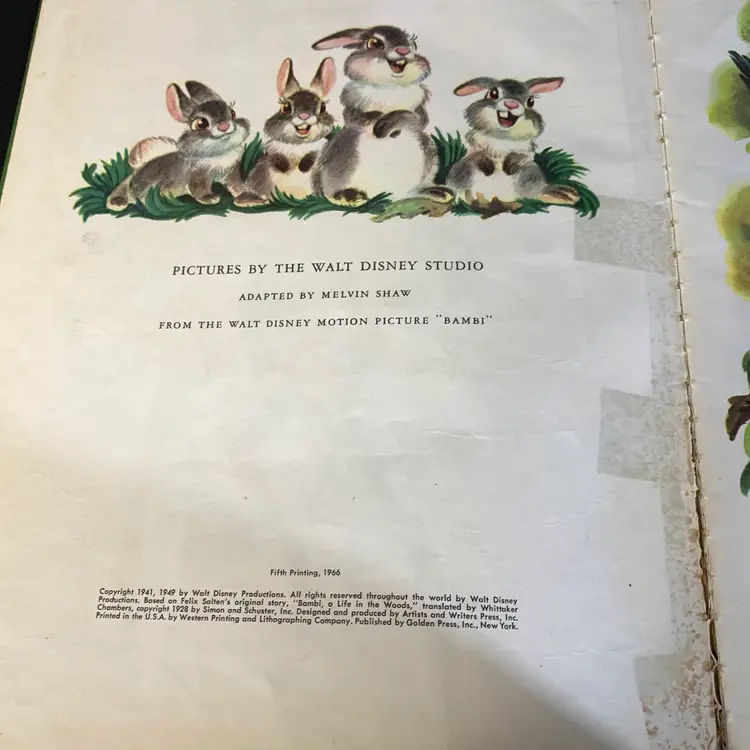 PICTURES BY THE WALT DISNEY STUDIO
ADAPTED BY MELVIN SHAW
FROM THE WALT DISNEY MOTION PICTURE "BAMBI"
Fifth Printing, 1966
Copyright 1941, 1949 by Walt Disney Productions. All rights reserved throughout the world by Walt Disney
Productions. Based on Felix Salten's original story, "Bambi, a Life in the Woods," translated by Whittaker
Chambers, copyright 1928 by Simon and Schuster, Inc. Designed and produced by Artists and Writers Press, Inc.
Printed in the U.S.A. by Western Printing and Lithographing Company. Published by Golden Press, Inc., New York.